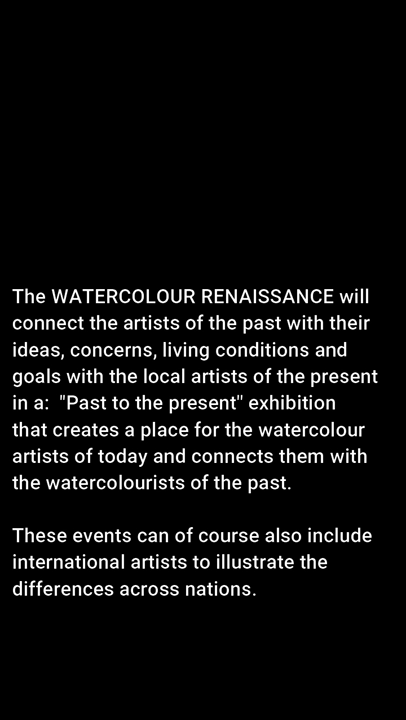 The WATERCOLOUR RENAISSANCE will
connect the artists of the past with their
ideas, concerns, living conditions and
goals with the local artists of the present
in a:  "Past to the present" exhibition
that creates a place for the watercolour
artists of today and connects them with
the watercolourists of the past.

These events can of course also include
international artists to illustrate the
differences across nations.